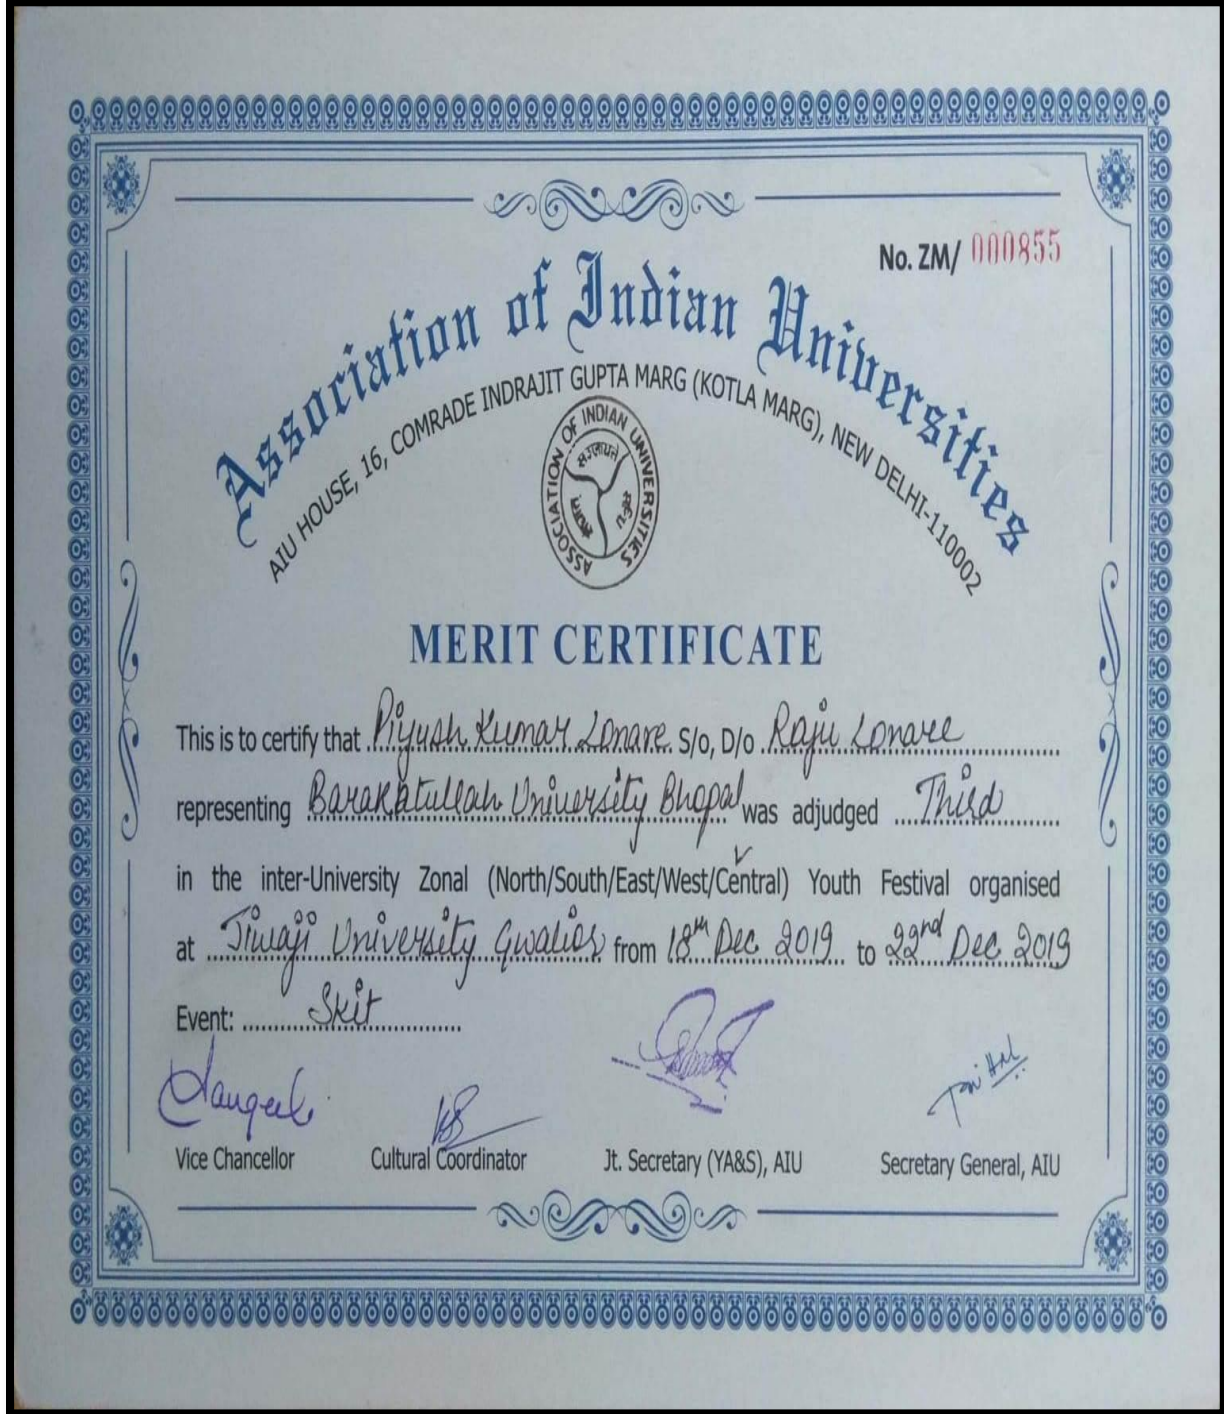 No. ZM/ 000855
Association of Indian Universities
AIU HOUSE, 16, COMRADE INDRAJIT GUPTA MARG (KOTLA MARG), NEW DELHI-110002
ASSOCIATION OF INDIAN UNIVERSITIES
MERIT CERTIFICATE
This is to certify that Piyush Kumar Lonare S/o, D/o Raju Lonare
representing Barakatullah University Bhopal was adjudged Third
in the inter-University Zonal (North/South/East/West/Central) Youth Festival organised
at Jiwaji University Gwalior from 18th Dec 2019 to 22nd Dec 2019
Event: Skit
Vice Chancellor Cultural Coordinator Jt. Secretary (YA&S), AIU Secretary General, AIU